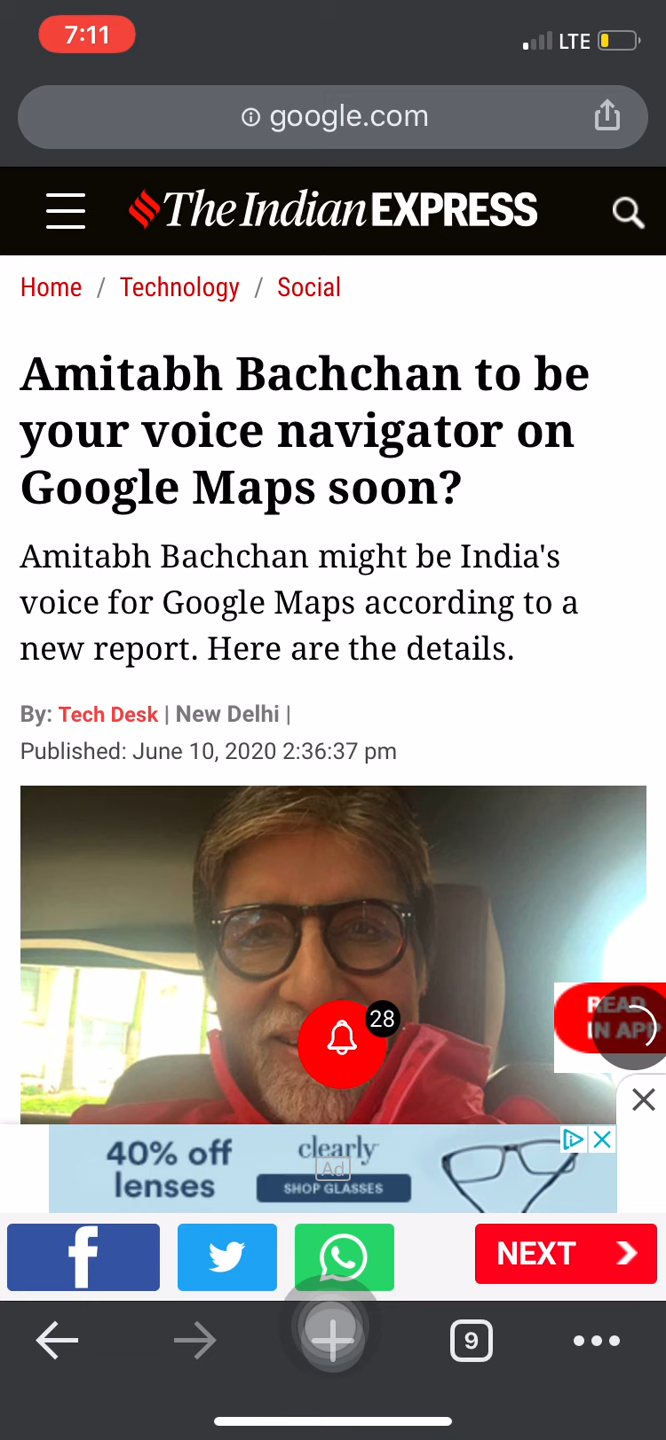 7:11
LTE
google.com
The Indian EXPRESS
Home / Technology / Social
Amitabh Bachchan to be
your voice navigator on
Google Maps soon?
Amitabh Bachchan might be India's
voice for Google Maps according to a
new report. Here are the details.
By: Tech Desk | New Delhi |
Published: June 10, 2020 2:36:37 pm
READ
IN APP
28
40% off
lenses
clearly
Ad
SHOP GLASSES
NEXT
9